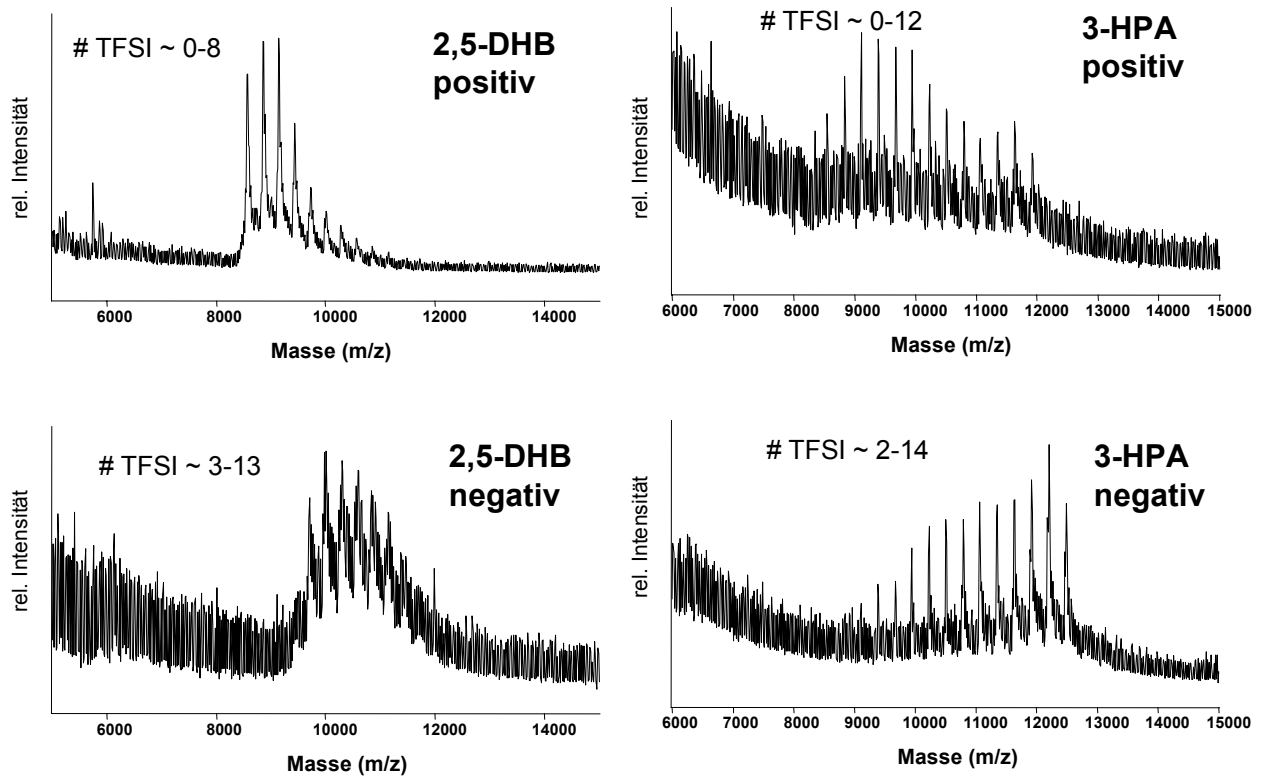 # TFSI ~ 0-8
2,5-DHB
positiv
rel. Intensität
6000 8000 10000 12000 14000
Masse (m/z)
# TFSI ~ 0-12
3-HPA
positiv
rel. Intensität
6000 7000 8000 9000 10000 11000 12000 13000 14000 15000
Masse (m/z)
# TFSI ~ 3-13
2,5-DHB
negativ
rel. Intensität
6000 8000 10000 12000 14000
Masse (m/z)
# TFSI ~ 2-14
3-HPA
negativ
rel. Intensität
6000 7000 8000 9000 10000 11000 12000 13000 14000 15000
Masse (m/z)